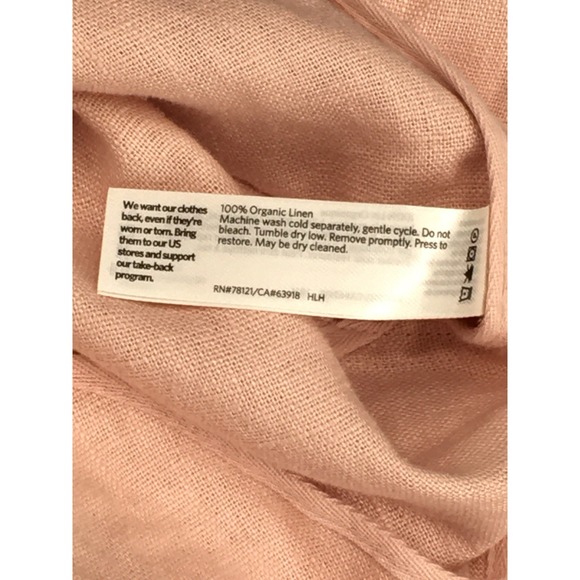 We want our clothes
back, even if they're
worn or torn. Bring
them to our US
stores and support
our take-back
program.
100% Organic Linen
Machine wash cold separately, gentle cycle. Do not
bleach. Tumble dry low. Remove promptly. Press to
restore. May be dry cleaned.
RN#78121/CA#63918 HLH